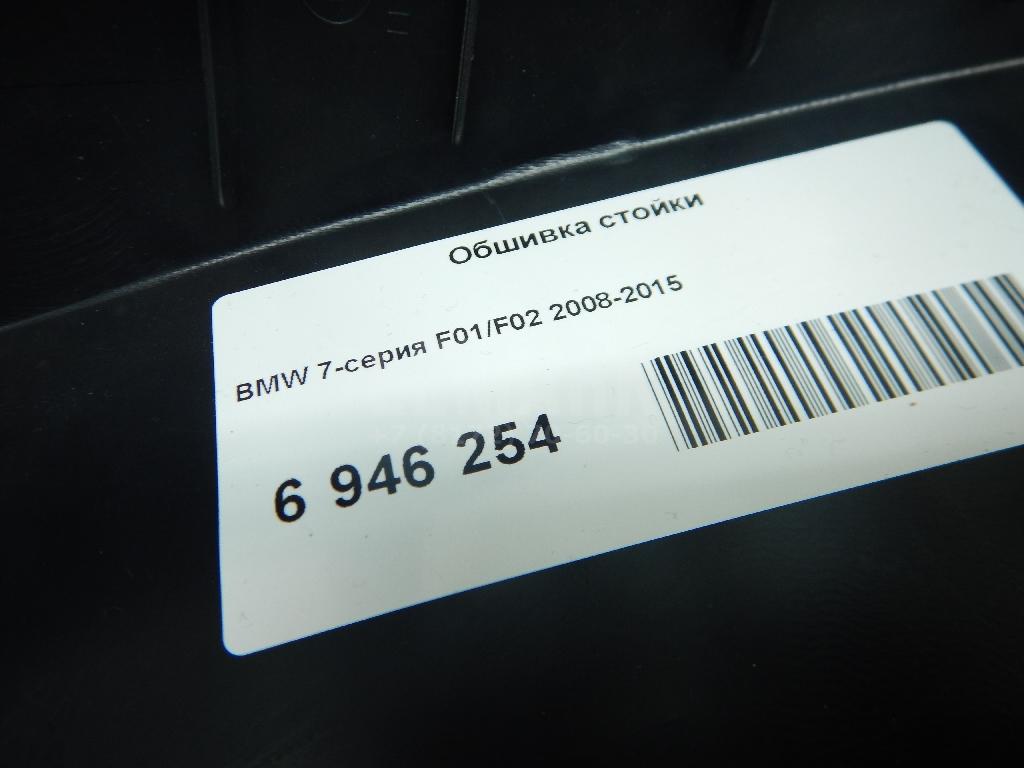 Обшивка стойки
BMW 7-серия F01/F02 2008-2015
6 946 254